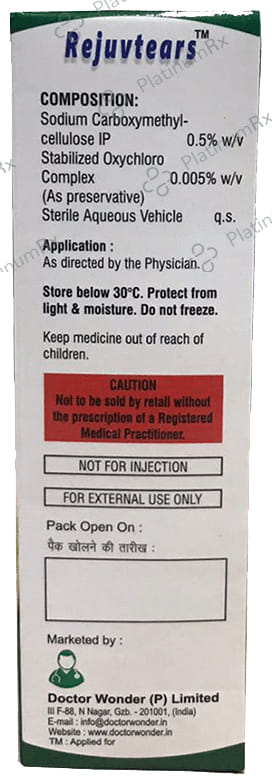 Rejuvtears™
COMPOSITION:
Sodium Carboxymethyl-
cellulose IP 0.5% w/v
Stabilized Oxychloro
Complex 0.005% w/v
(As preservative)
Sterile Aqueous Vehicle q.s.
Application :
As directed by the Physician.
Store below 30°C. Protect from
light & moisture. Do not freeze.
Keep medicine out of reach of
children.
CAUTION
Not to be sold by retail without
the prescription of a Registered
Medical Practitioner.
NOT FOR INJECTION
FOR EXTERNAL USE ONLY
Pack Open On :
पैक खोलने की तारीख :
Marketed by :
Doctor Wonder (P) Limited
III F-88, N Nagar, Gzb. - 201001, (India)
E-mail : info@doctorwonder.in
Website : www.doctorwonder.in
TM : Applied for
PlatinumRx